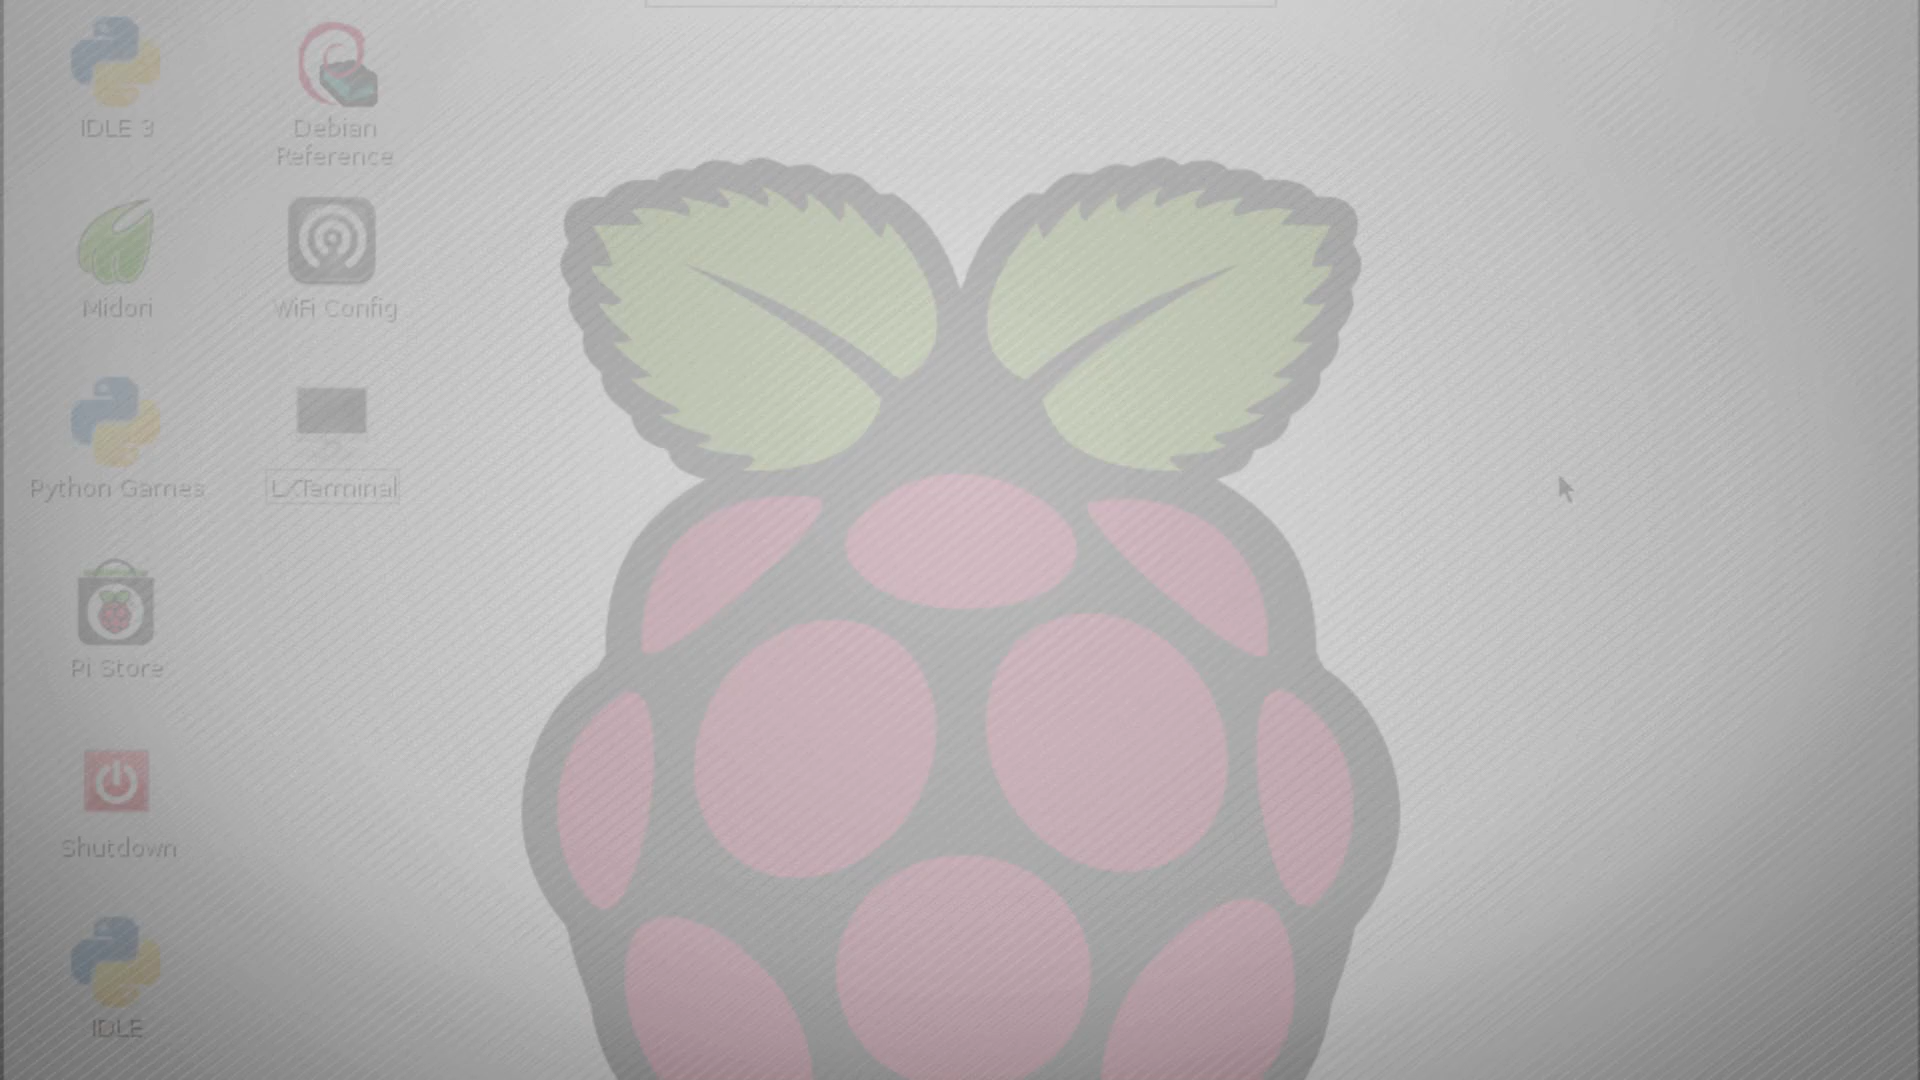 IDLE 3
Debian
Reference
Midori
WiFi Config
Python Games
LXTerminal
Pi Store
Shutdown
IDLE